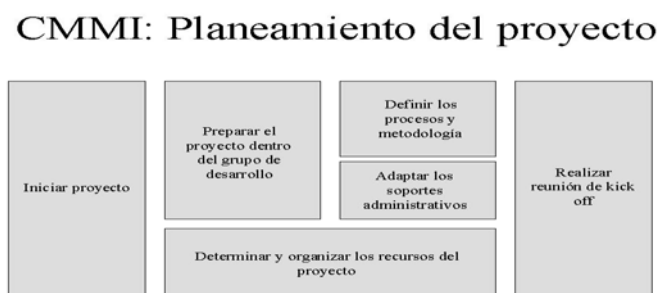 CMMI: Planeamiento del proyecto
Iniciar proyecto
Preparar el
proyecto dentro
del grupo de
desarrollo
Definir los
procesos y
metodología
Adaptar los
soportes
administrativos
Determinar y organizar los recursos del
proyecto
Realizar
reunión de kick
off